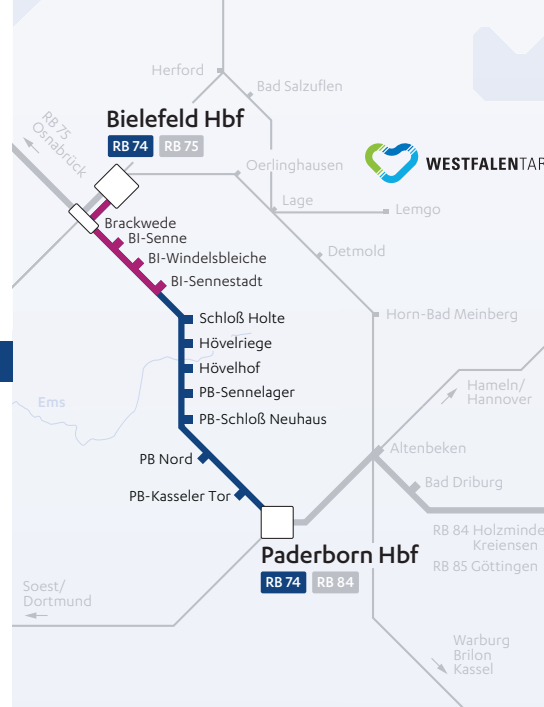 Herford
Bad Salzuflen
Bielefeld Hbf
RB 74 RB 75
RB 75
Osnabrück
Oerlinghausen
WESTFALENTAR
Lage
Lemgo
Brackwede
BI-Senne
BI-Windelsbleiche
BI-Sennestadt
Detmold
Schloß Holte
Horn-Bad Meinberg
Hövelriege
Hövelhof
PB-Sennelager
Hameln/
Hannover
Ems
PB-Schloß Neuhaus
Altenbeken
PB Nord
Bad Driburg
PB-Kasseler Tor
RB 84 Holzminde
Kreiensen
RB 85 Göttingen
Paderborn Hbf
RB 74 RB 84
Soest/
Dortmund
Warburg
Brilon
Kassel